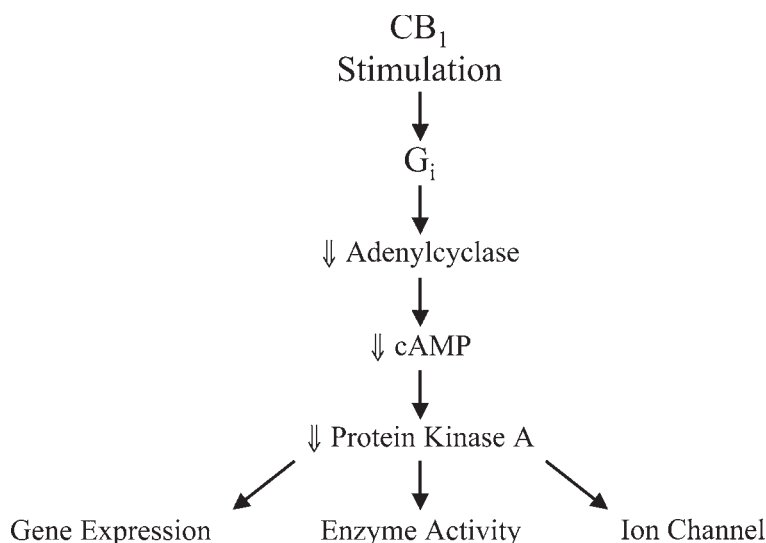 CB₁
Stimulation
Gᵢ
⇓ Adenylcyclase
⇓ cAMP
⇓ Protein Kinase A
Gene Expression Enzyme Activity Ion Channel